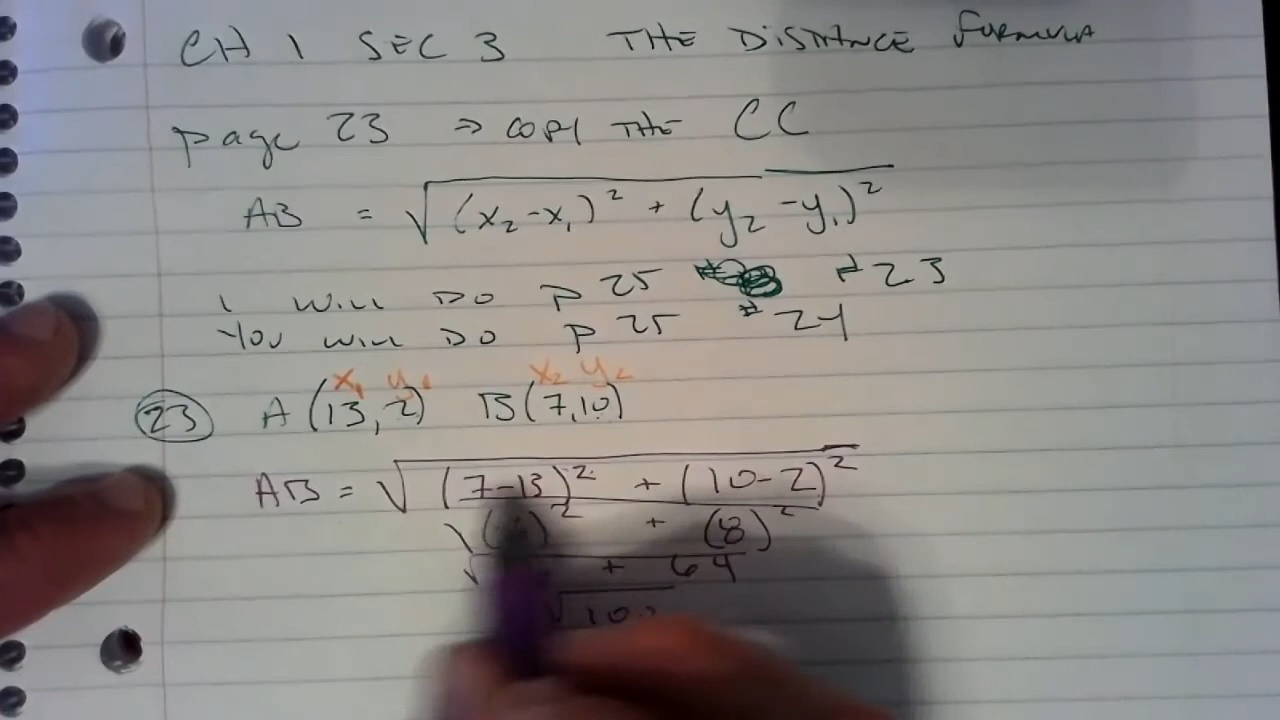 CH 1 SEC 3 THE DISTANCE FORMULA
page 23 ⇒ COPY THE CC
AB = √(x₂-x₁)² + (y₂-y₁)²
I WILL DO p 25 #23
YOU WILL DO p 25 #24
x₁ y₁ x₂ y₂
23 A(13,2) B(7,10)
AB = √(7-13)² + (10-2)²
√( )² + (8)²
√ + 64
√100